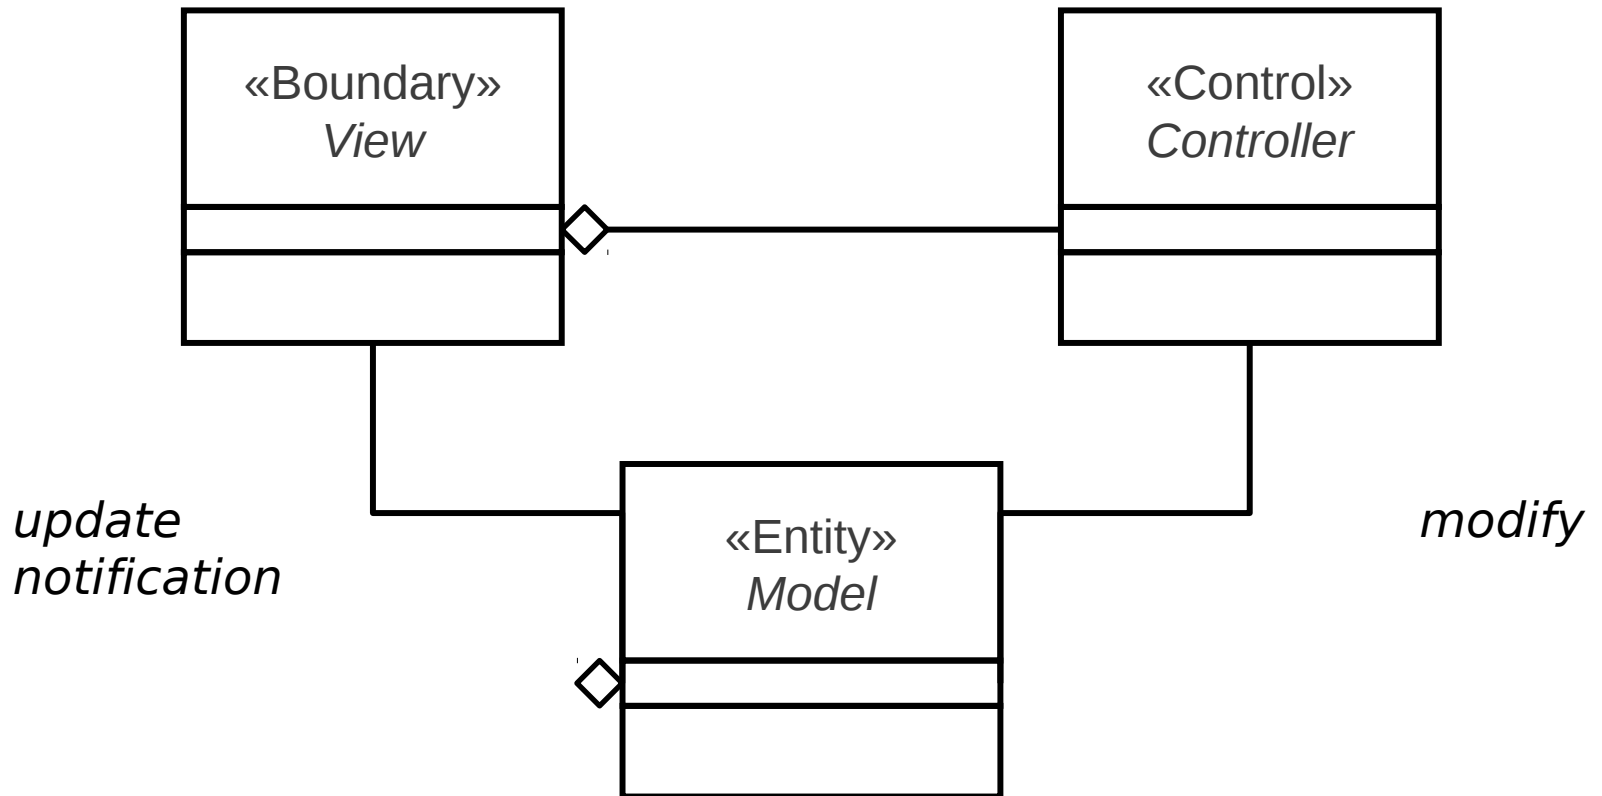 «Boundary»
View
«Control»
Controller
update
notification
«Entity»
Model
modify